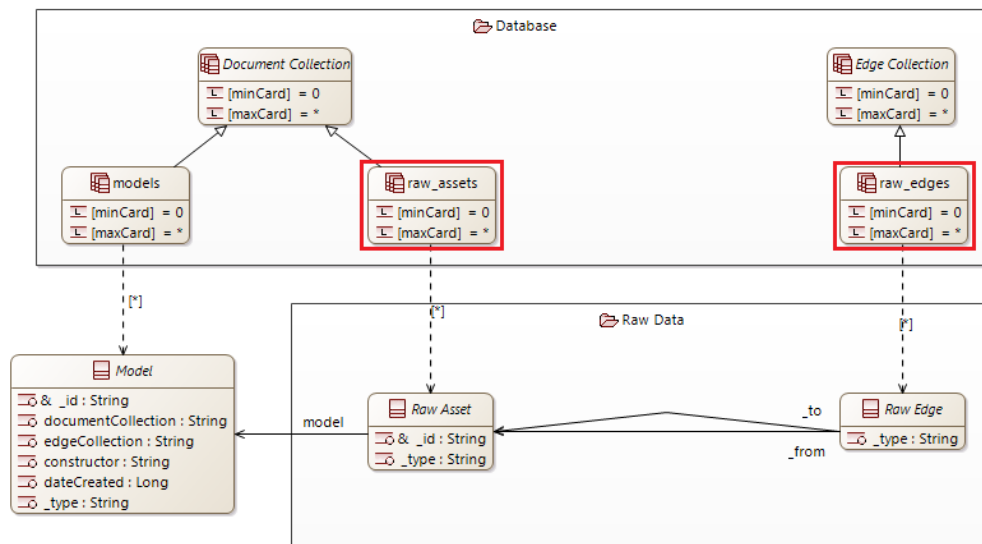 Database
Document Collection
[minCard] = 0
[maxCard] = *
Edge Collection
[minCard] = 0
[maxCard] = *
models
[minCard] = 0
[maxCard] = *
raw_assets
[minCard] = 0
[maxCard] = *
raw_edges
[minCard] = 0
[maxCard] = *
[*]
[*]
[*]
Raw Data
Model
& _id : String
documentCollection : String
edgeCollection : String
constructor : String
dateCreated : Long
_type : String
model
Raw Asset
& _id : String
_type : String
_to
_from
Raw Edge
_type : String